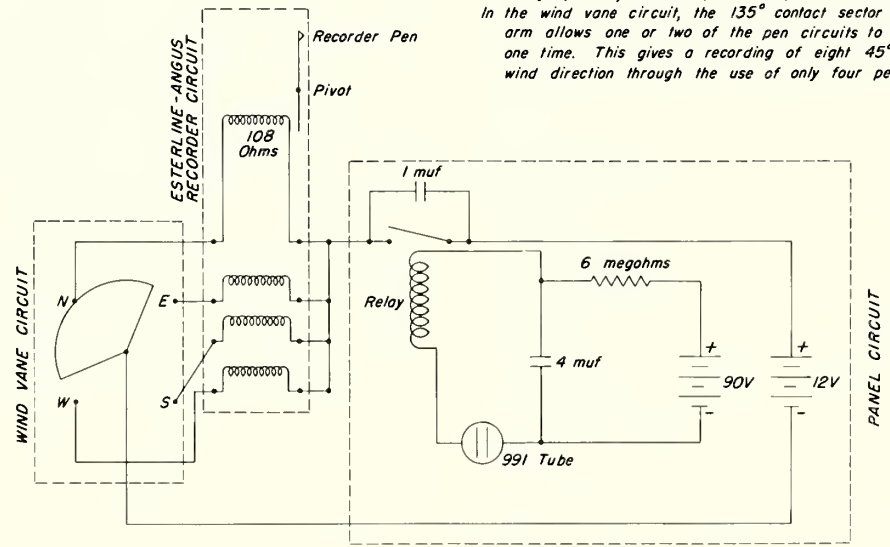 In the wind vane circuit, the 135° contact sector
arm allows one or two of the pen circuits to
one time. This gives a recording of eight 45°
wind direction through the use of only four pe
Recorder Pen
Pivot
ESTERLINE-ANGUS
RECORDER CIRCUIT
108
Ohms
1 muf
WIND VANE CIRCUIT
N
E
W
S
Relay
6 megohms
4 muf
991 Tube
+
90V
-
+
12V
-
PANEL CIRCUIT